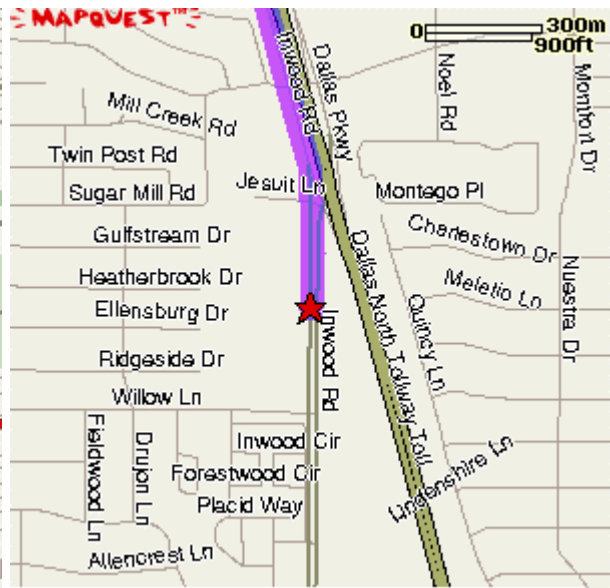 MAPQUEST™
0 300m
900ft
Inwood Rd
Dallas Pkwy
Noel Rd
Montfort Dr
Mill Creek Rd
Twin Post Rd
Jesuit Ln
Sugar Mill Rd
Montego Pl
Gulfstream Dr
Charlestown Dr
Heatherbrook Dr
Meletio Ln
Nuestra Dr
Ellensburg Dr
Dallas North Tollway Toll
Quincy Ln
Inwood Rd
Ridgeside Dr
Willow Ln
Fieldwood Ln
Drujon Ln
Inwood Cir
Forestwood Cir
Lindenshire Ln
Placid Way
Allencrest Ln